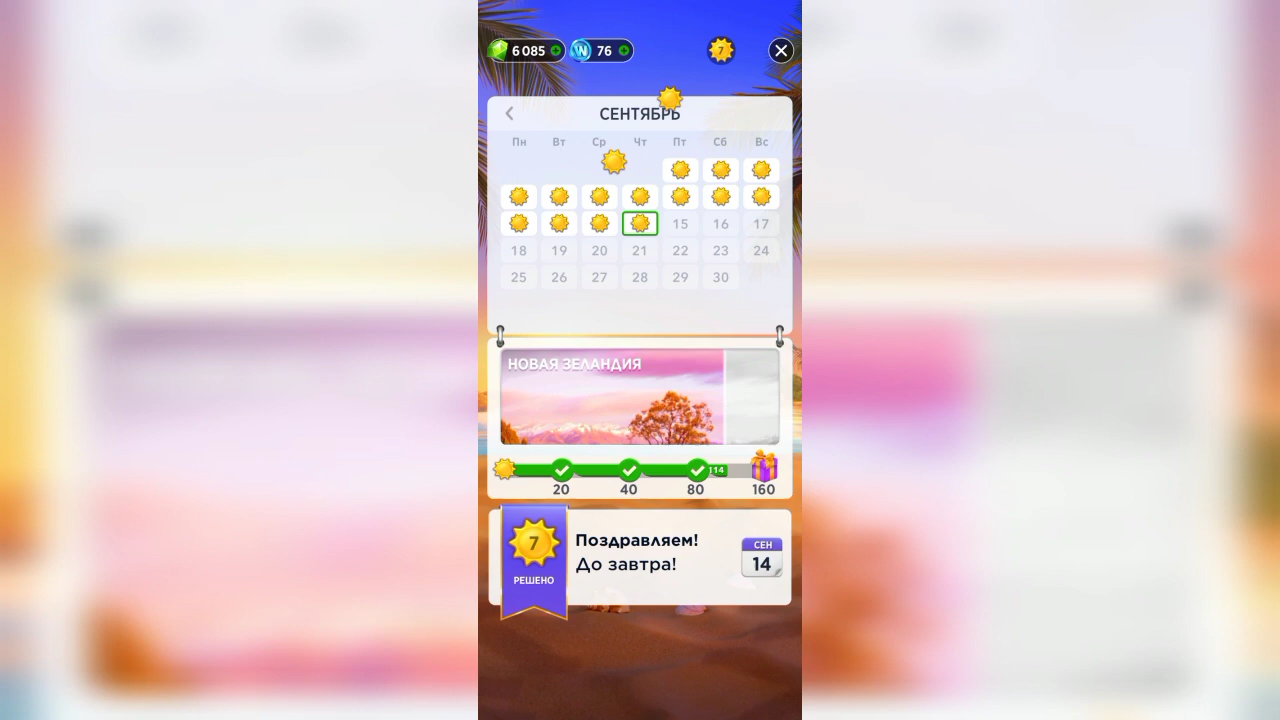 6 085
76
7
СЕНТЯБРЬ
Пн Вт Ср Чт Пт Сб Вс
15 16 17
18 19 20 21 22 23 24
25 26 27 28 29 30
НОВАЯ ЗЕЛАНДИЯ
114
20 40 80 160
7
РЕШЕНО
Поздравляем!
До завтра!
СЕН
14